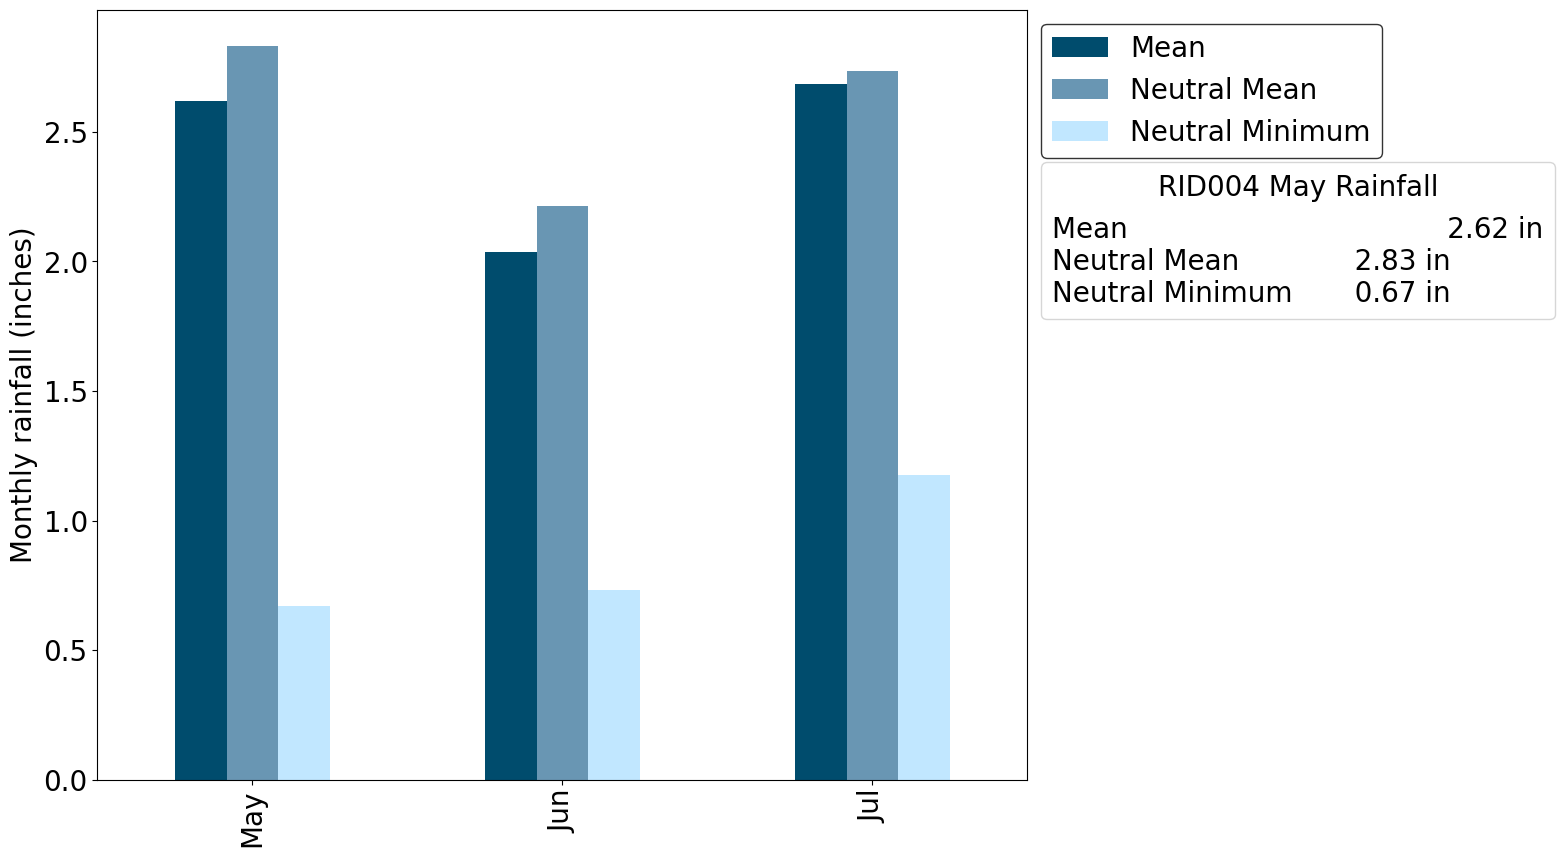 Monthly rainfall (inches)
2.5
2.0
1.5
1.0
0.5
0.0
May
Jun
Jul
Mean
Neutral Mean
Neutral Minimum
RID004 May Rainfall
Mean 2.62 in
Neutral Mean 2.83 in
Neutral Minimum 0.67 in